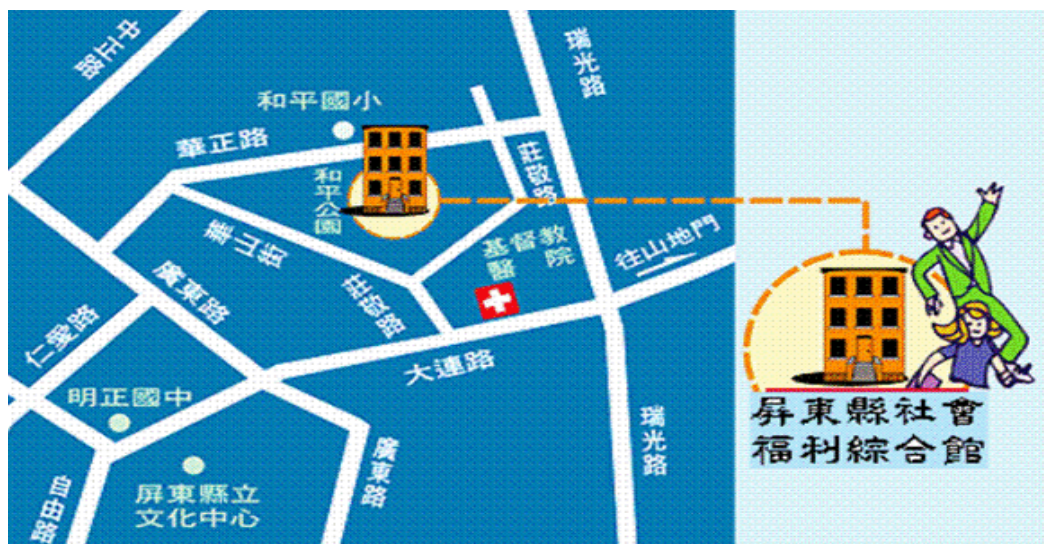 中正路
瑞光路
和平國小
華正路
和平公園
莊敬路
華山街
基督教
醫院
往山地門
廣東路
莊敬路
仁愛路
大連路
明正國中
瑞光路
廣東路
自由路
屏東縣立
文化中心
屏東縣社會
福利綜合館